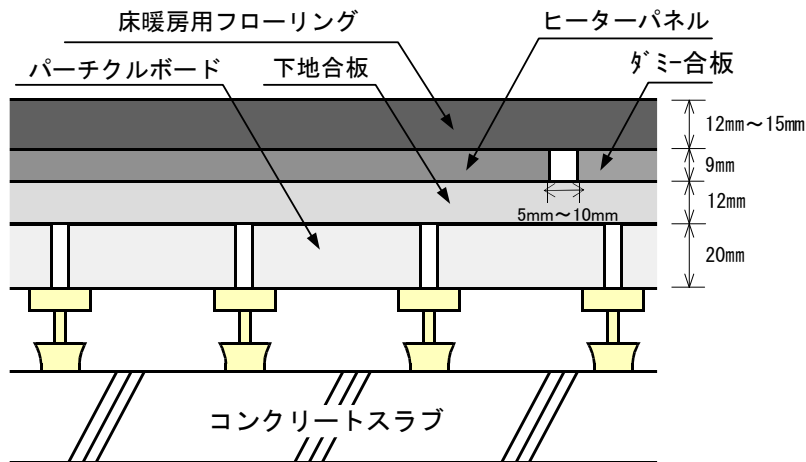 床暖房用フローリング
ヒーターパネル
パーチクルボード
下地合板
ダミー合板
12mm～15mm
9mm
12mm
5mm～10mm
20mm
コンクリートスラブ